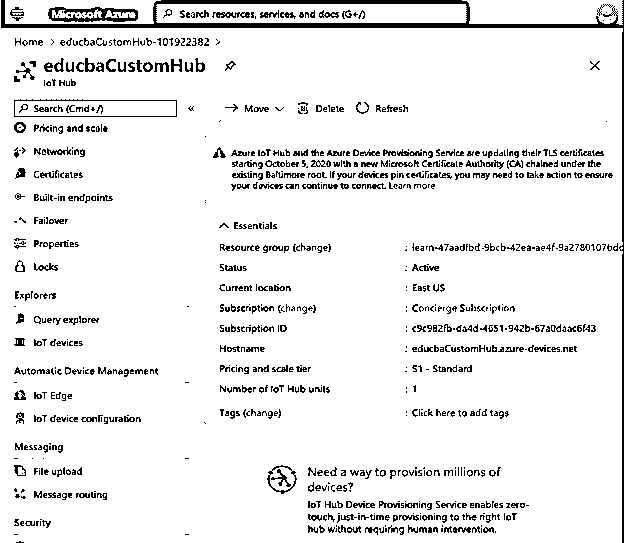 Microsoft Azure
Search resources, services, and docs (G+/)
Home > educbaCustomHub-101922382 >
educbaCustomHub
IoT Hub
Search (Cmd+/)
«
Move
Delete
Refresh
Pricing and scale
Networking
Certificates
Built-in endpoints
Failover
Properties
Locks
Explorers
Query explorer
IoT devices
Automatic Device Management
IoT Edge
IoT device configuration
Messaging
File upload
Message routing
Security
Azure IoT Hub and the Azure Device Provisioning Service are updating their TLS certificates
starting October 5, 2020 with a new Microsoft Certificate Authority (CA) chained under the
existing Baltimore root. If your devices pin certificates, you may need to take action to ensure
your devices can continue to connect. Learn more
Essentials
Resource group (change) : learn-47aadfbd-9bcb-42ea-ae4f-9a2780107bdd
Status : Active
Current location : East US
Subscription (change) : Concierge Subscription
Subscription ID : c9c982fb-da4d-4651-942b-67a0daac6f43
Hostname : educbaCustomHub.azure-devices.net
Pricing and scale tier : S1 - Standard
Number of IoT Hub units : 1
Tags (change) : Click here to add tags
Need a way to provision millions of
devices?
IoT Hub Device Provisioning Service enables zero-
touch, just-in-time provisioning to the right IoT
hub without requiring human intervention.